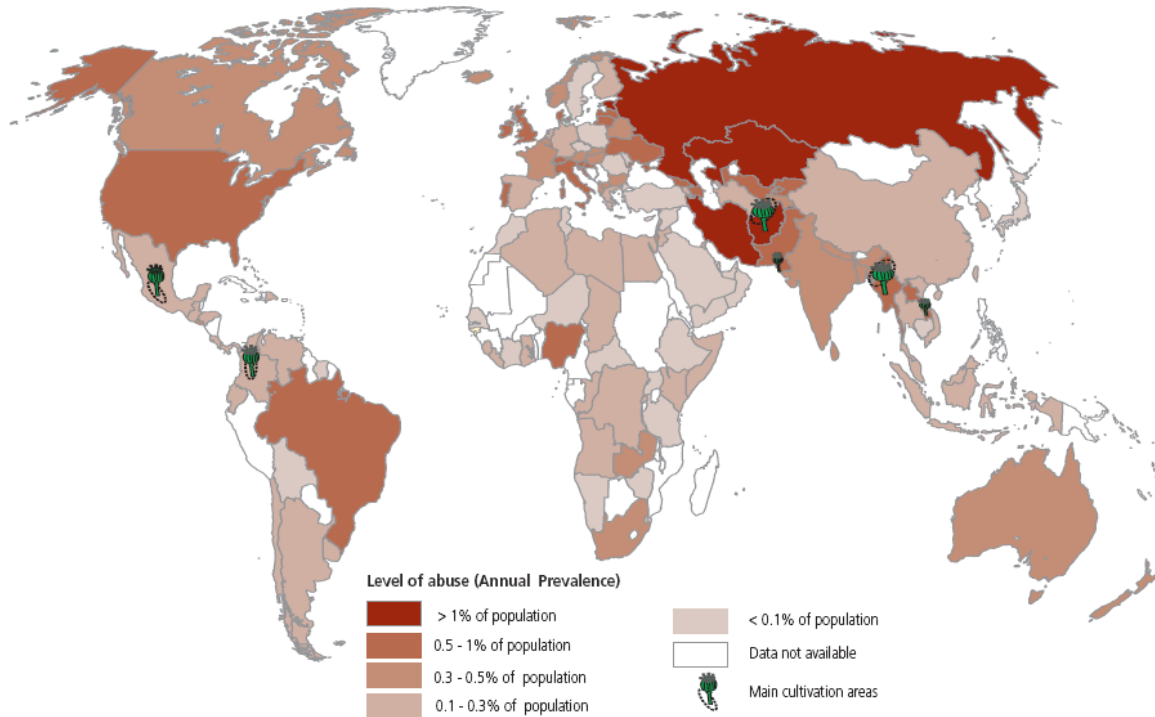 Level of abuse (Annual Prevalence)
> 1% of population
0.5 - 1% of population
0.3 - 0.5% of population
0.1 - 0.3% of population
< 0.1% of population
Data not available
Main cultivation areas